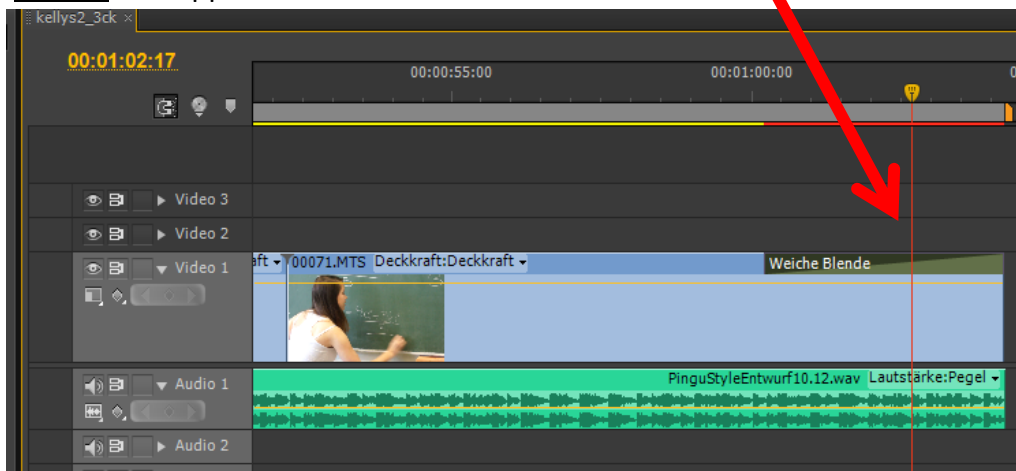 kellys2_3ck ×
00:01:02:17
00:00:55:00 00:01:00:00
Video 3
Video 2
Video 1
aft 00071.MTS Deckkraft:Deckkraft Weiche Blende
Audio 1
PinguStyleEntwurf10.12.wav Lautstärke:Pegel
Audio 2